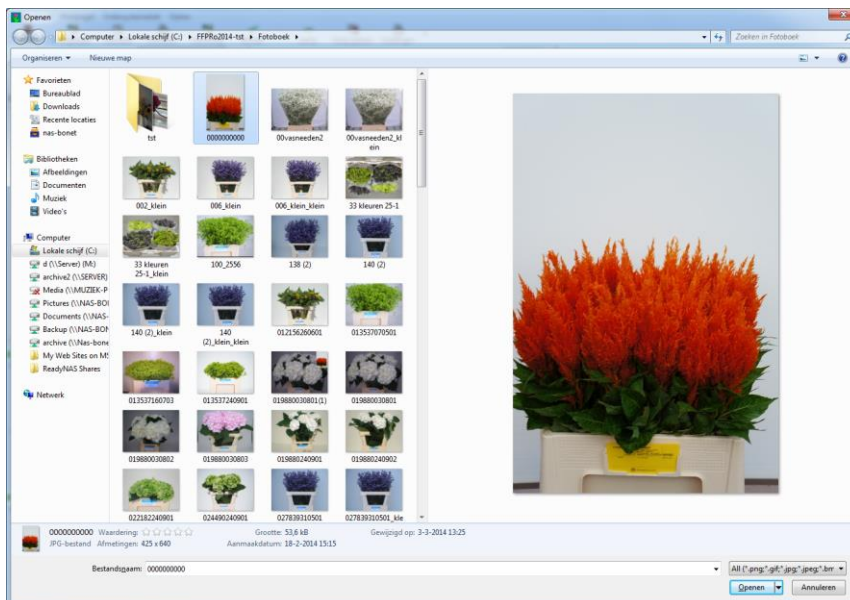 Openen
Computer ▸ Lokale schijf (C:) ▸ FFPRo2014-tst ▸ Fotoboek ▸
Zoeken in Fotoboek
Organiseren ▾ Nieuwe map
Favorieten
Bureaublad
Downloads
Recente locaties
nas-bonet
Bibliotheken
Afbeeldingen
Documenten
Muziek
Video's
Computer
Lokale schijf (C:)
d (\\Server) (M:)
archive2 (\\SERVER)
Media (\\MUZIEK-P
Pictures (\\NAS-BOI
Documents (\\NAS-
Backup (\\NAS-BON
archive (\\Nas-bone
My Web Sites on MS
ReadyNAS Shares
Netwerk
tst 0000000000 00vasneeden2 00vasneeden2_kl
ein
002_klein 006_klein 006_klein_klein 33 kleuren 25-1
33 kleuren 100_2556 138 (2) 140 (2)
25-1_klein
140 (2)_klein 140 012156260601 013537070501
(2)_klein_klein
013537160703 013537240901 019880030801(1) 019880030801
019880030802 019880030803 019880240901 019880240902
022182240901 024490240901 027839310501 027839310501_kle
0000000000 Waardering: Grootte: 53,6 kB Gewijzigd op: 3-3-2014 13:25
JPG-bestand Afmetingen: 425 x 640 Aanmaakdatum: 18-2-2014 15:15
Bestandsnaam: 0000000000 All (*.png;*.gif;*.jpg;*.jpeg;*.bm
Openen Annuleren